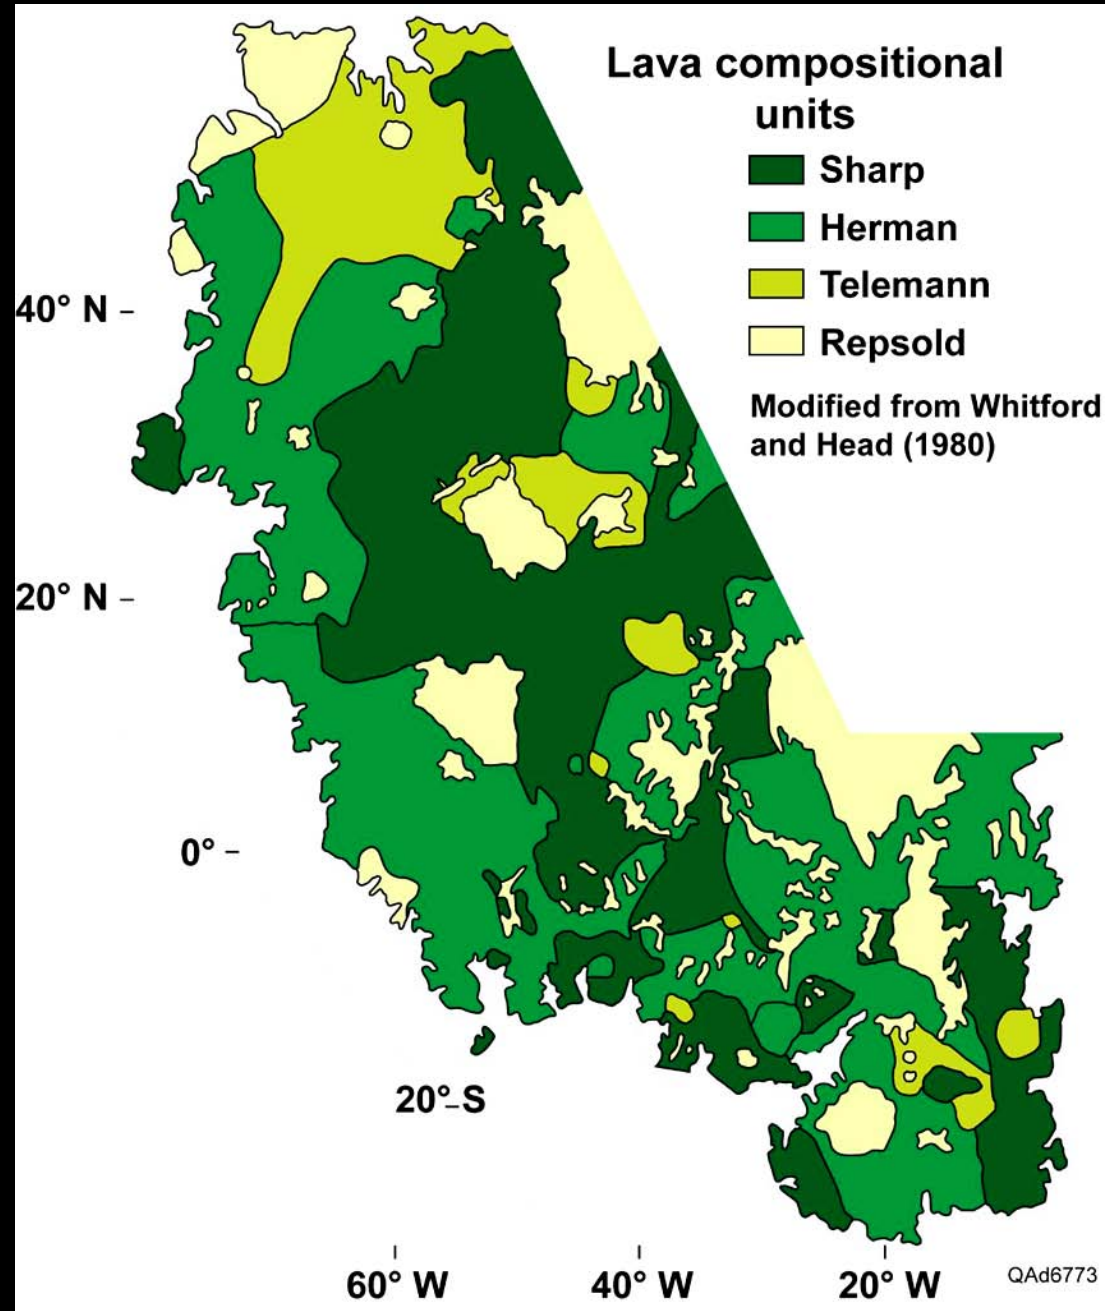 Lava compositional
units
Sharp
Herman
Telemann
Repsold
Modified from Whitford
and Head (1980)
40° N
20° N
0°
20° S
60° W
40° W
20° W
QAd6773